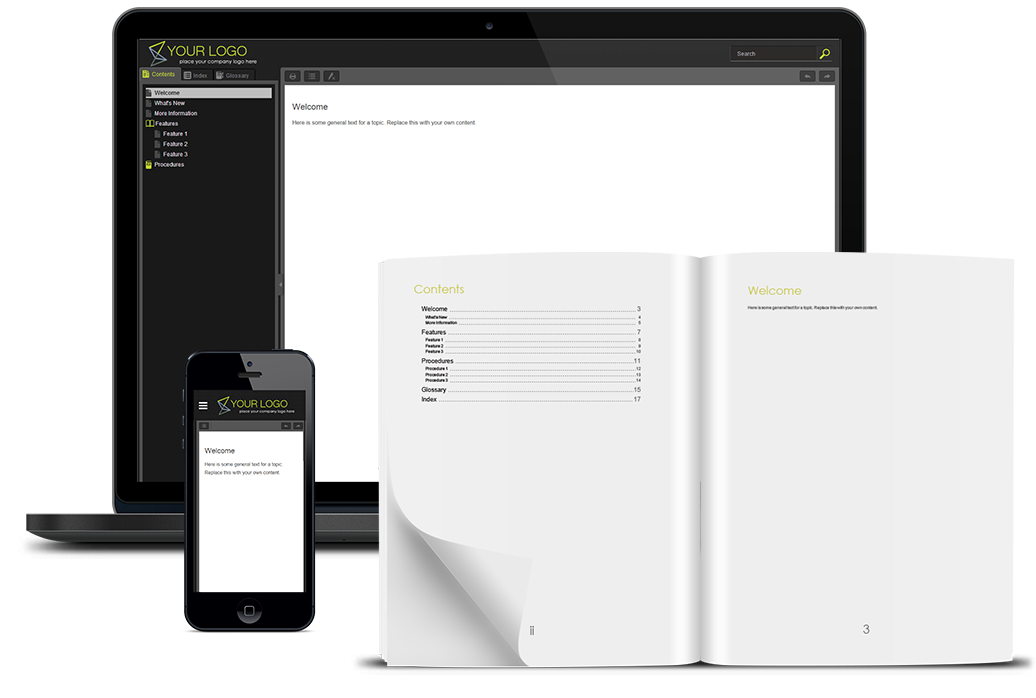 YOUR LOGO
place your company logo here
Search
Contents
Index
Glossary
Welcome
What's New
More Information
Features
Feature 1
Feature 2
Feature 3
Procedures
Welcome
Here is some general text for a topic. Replace this with your own content
YOUR LOGO
place your company logo here
Welcome
Here is some general text for a topic.
Replace this with your own content.
Contents
Welcome 3
What's New 4
More Information 5
Features 7
Feature 1 8
Feature 2 9
Feature 3 10
Procedures 11
Procedure 1 12
Procedure 2 13
Procedure 3 14
Glossary 15
Index 17
ii
Welcome
Here is some general text for a topic. Replace this with your own content.
3